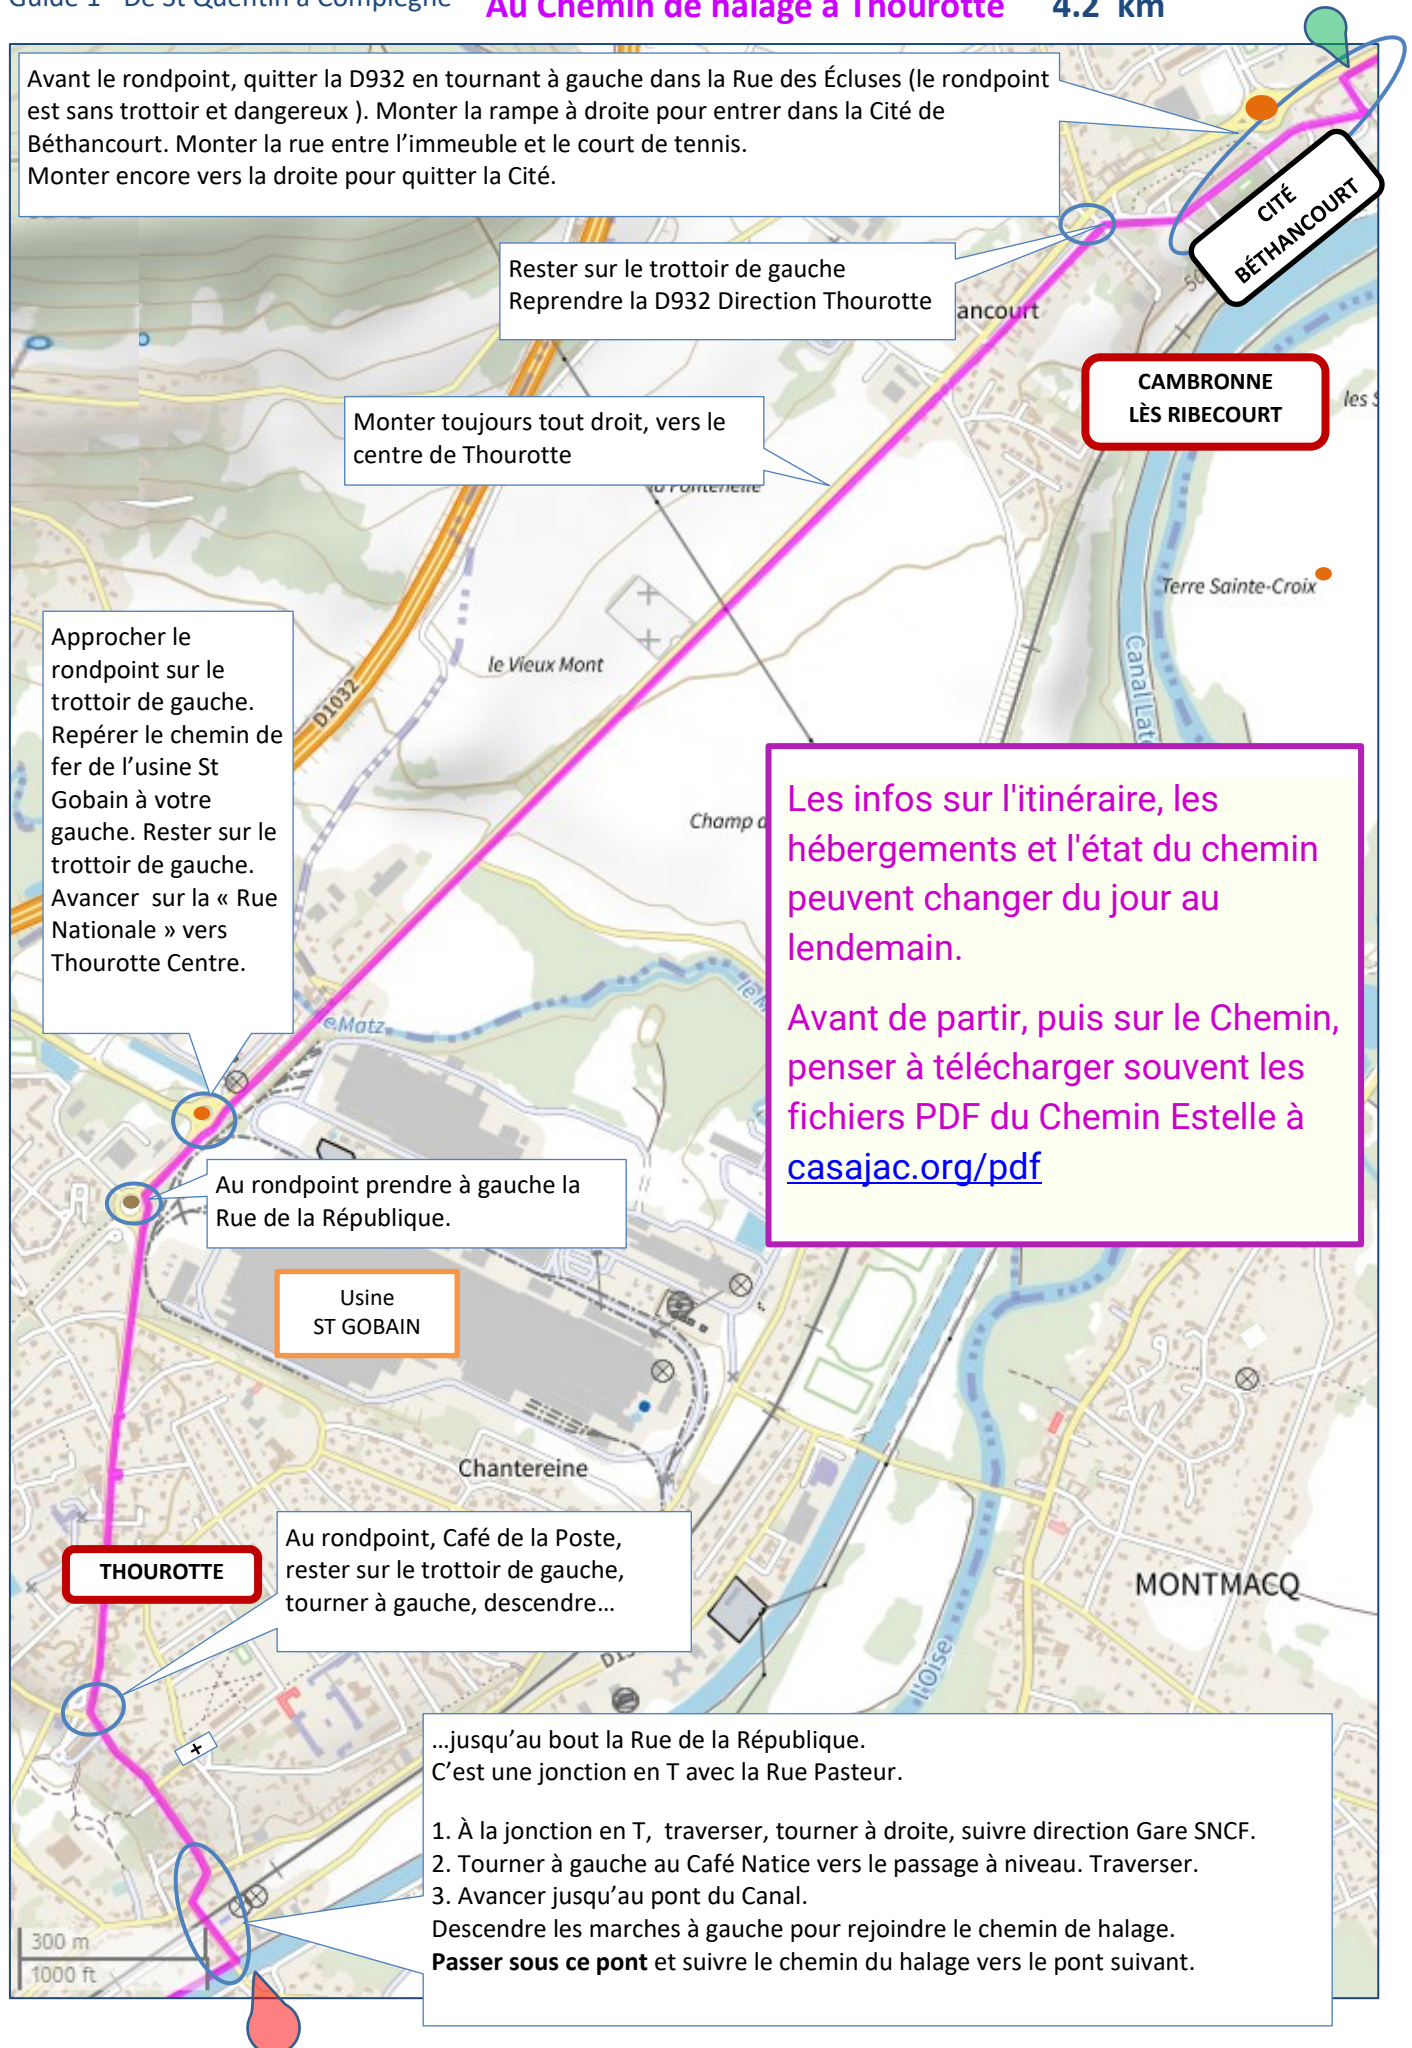 Guide 1 - De St Quentin à Compiègne Au Chemin de halage à Thourotte 4.2 km
Avant le rondpoint, quitter la D932 en tournant à gauche dans la Rue des Écluses (le rondpoint
est sans trottoir et dangereux ). Monter la rampe à droite pour entrer dans la Cité de
Béthancourt. Monter la rue entre l’immeuble et le court de tennis.
Monter encore vers la droite pour quitter la Cité.
CITÉ
BÉTHANCOURT
Rester sur le trottoir de gauche
Reprendre la D932 Direction Thourotte
ancourt
CAMBRONNE
LÈS RIBECOURT
les S
Monter toujours tout droit, vers le
centre de Thourotte
la Fontenelle
Terre Sainte-Croix
Canal Laté
le Vieux Mont
D1032
Approcher le
rondpoint sur le
trottoir de gauche.
Repérer le chemin de
fer de l’usine St
Gobain à votre
gauche. Rester sur le
trottoir de gauche.
Avancer sur la « Rue
Nationale » vers
Thourotte Centre.
Champ d
Les infos sur l'itinéraire, les
hébergements et l'état du chemin
peuvent changer du jour au
lendemain.
Avant de partir, puis sur le Chemin,
penser à télécharger souvent les
fichiers PDF du Chemin Estelle à
casajac.org/pdf
le M
le Matz
Au rondpoint prendre à gauche la
Rue de la République.
Usine
ST GOBAIN
Chantereine
Au rondpoint, Café de la Poste,
rester sur le trottoir de gauche,
tourner à gauche, descendre…
THOUROTTE
MONTMACQ
l'Oise
…jusqu’au bout la Rue de la République.
C’est une jonction en T avec la Rue Pasteur.
1. À la jonction en T, traverser, tourner à droite, suivre direction Gare SNCF.
2. Tourner à gauche au Café Natice vers le passage à niveau. Traverser.
3. Avancer jusqu’au pont du Canal.
Descendre les marches à gauche pour rejoindre le chemin de halage.
Passer sous ce pont et suivre le chemin du halage vers le pont suivant.
300 m
1000 ft